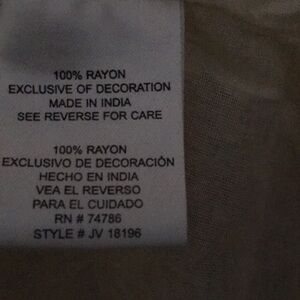 100% RAYON
EXCLUSIVE OF DECORATION
MADE IN INDIA
SEE REVERSE FOR CARE
100% RAYON
EXCLUSIVO DE DECORACIÓN
HECHO EN INDIA
VEA EL REVERSO
PARA EL CUIDADO
RN # 74786
STYLE # JV 18196